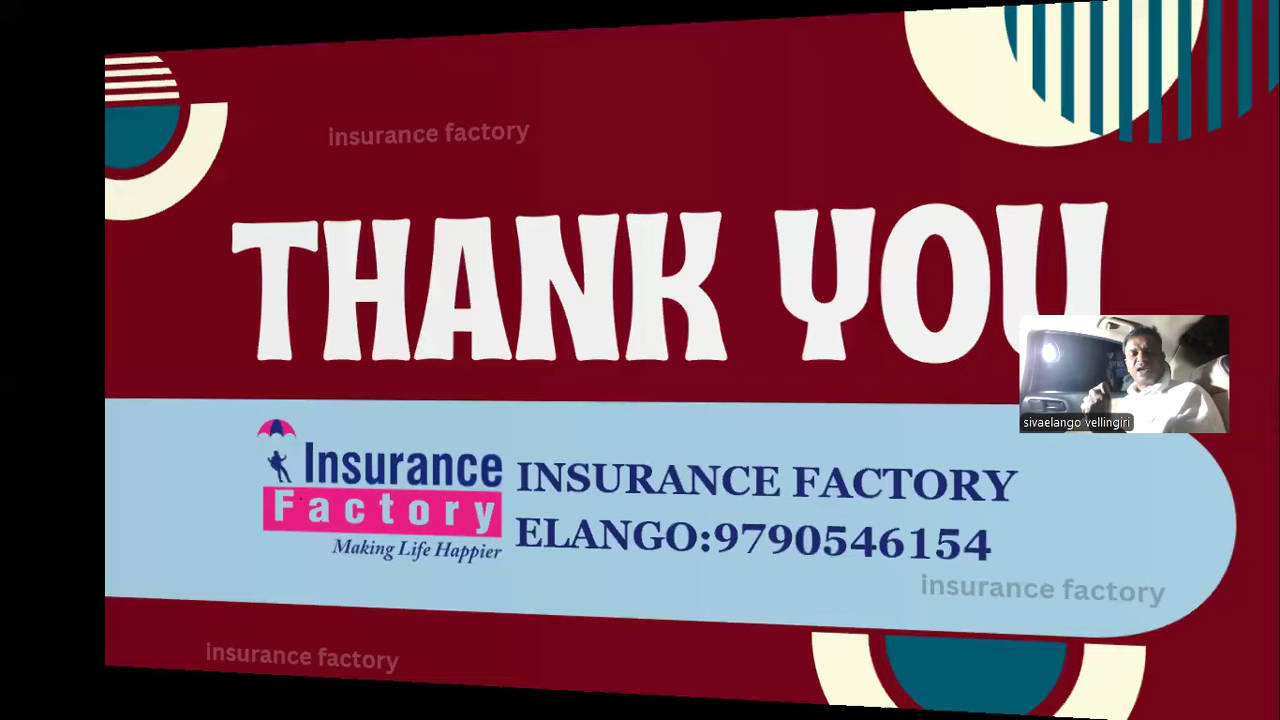 insurance factory
THANK YOU
sivaelango vellingiri
Insurance
Factory
Making Life Happier
INSURANCE FACTORY
ELANGO:9790546154
insurance factory
insurance factory